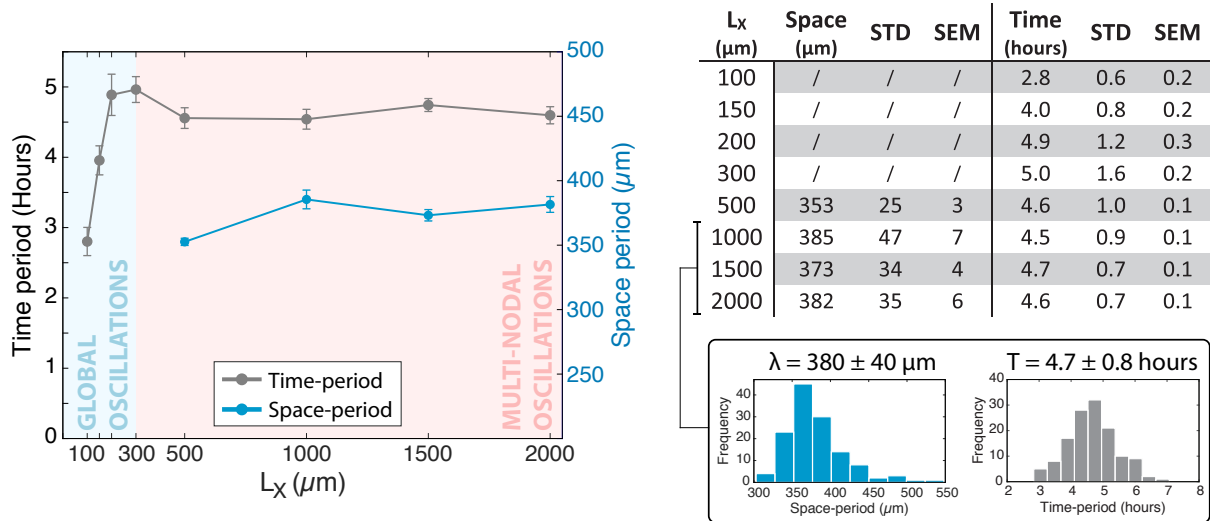 Time period (Hours)
5
4
3
2
1
0
500
450
400
350
300
250
Space period (µm)
GLOBAL
OSCILLATIONS
MULTI-NODAL
OSCILLATIONS
Time-period
Space-period
100 300 500 1000 1500 2000
LX (µm)
LX (µm) Space (µm) STD SEM Time (hours) STD SEM
100 / / / 2.8 0.6 0.2
150 / / / 4.0 0.8 0.2
200 / / / 4.9 1.2 0.3
300 / / / 5.0 1.6 0.2
500 353 25 3 4.6 1.0 0.1
1000 385 47 7 4.5 0.9 0.1
1500 373 34 4 4.7 0.7 0.1
2000 382 35 6 4.6 0.7 0.1
λ = 380 ± 40 µm
Frequency
40
30
20
10
0
300 350 400 450 500 550
Space-period (µm)
T = 4.7 ± 0.8 hours
Frequency
40
20
0
2 3 4 5 6 7 8
Time-period (hours)